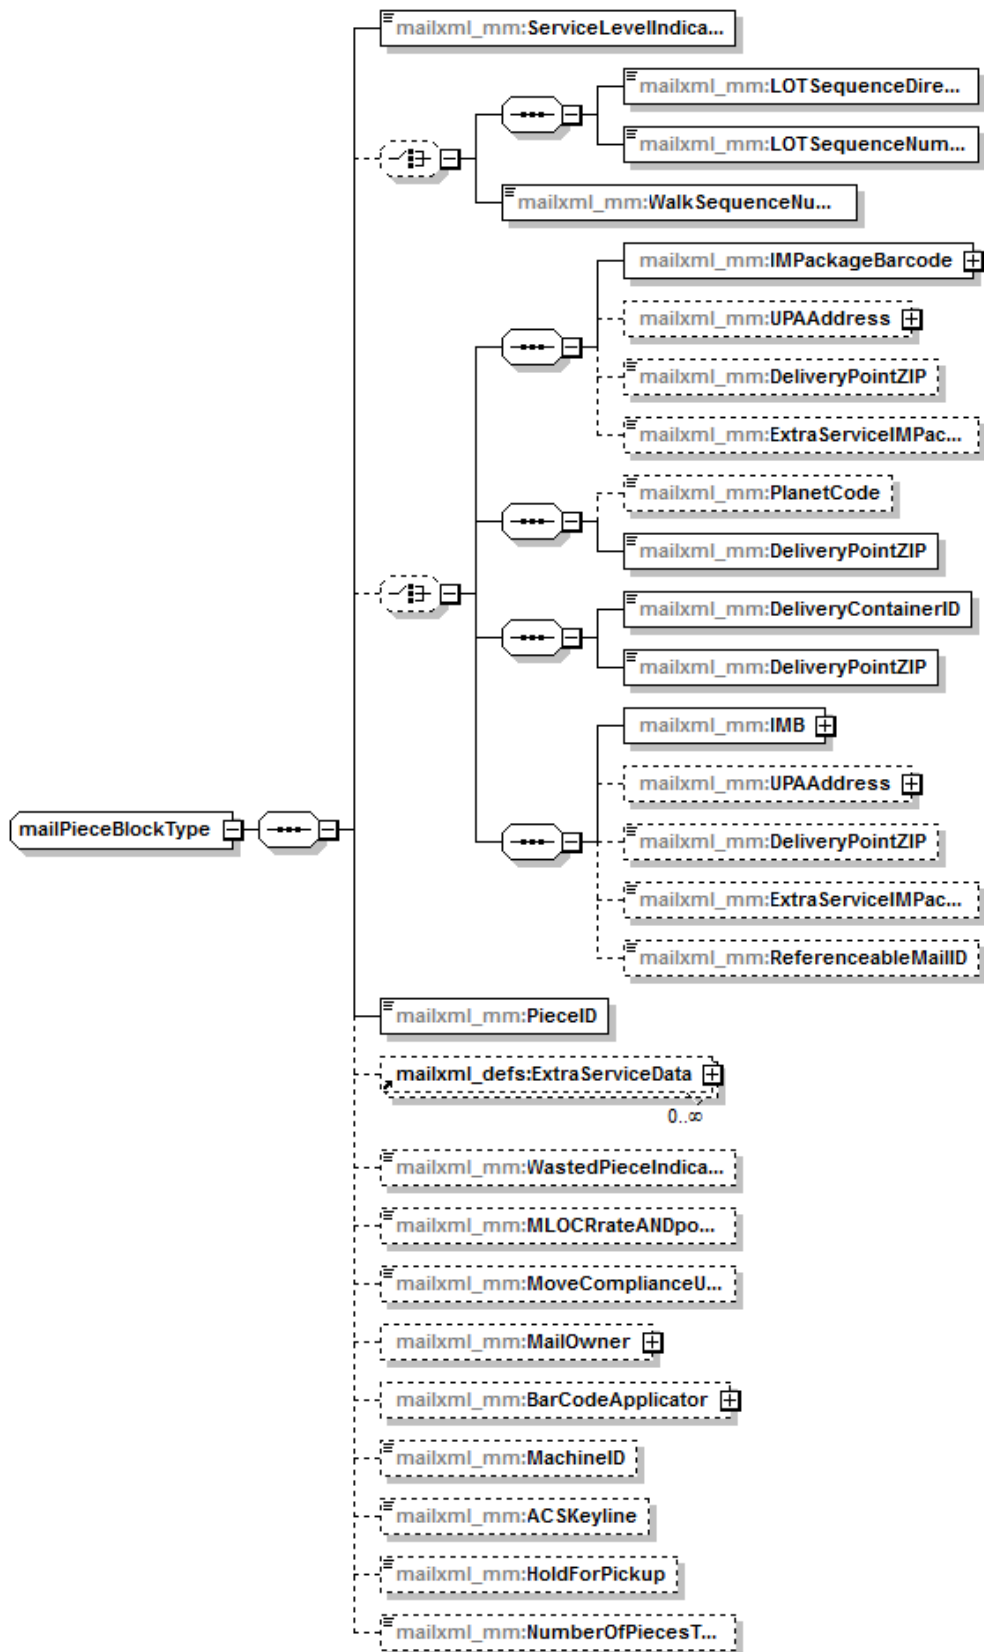 mailxml_mm:ServiceLevelIndica...
mailxml_mm:LOTSequenceDire...
mailxml_mm:LOTSequenceNum...
mailxml_mm:WalkSequenceNu...
mailxml_mm:IMPackageBarcode
mailxml_mm:UPAAddress
mailxml_mm:DeliveryPointZIP
mailxml_mm:ExtraServiceIMPac...
mailxml_mm:PlanetCode
mailxml_mm:DeliveryPointZIP
mailxml_mm:DeliveryContainerID
mailxml_mm:DeliveryPointZIP
mailxml_mm:IMB
mailxml_mm:UPAAddress
mailPieceBlockType
mailxml_mm:DeliveryPointZIP
mailxml_mm:ExtraServiceIMPac...
mailxml_mm:ReferenceableMailID
mailxml_mm:PieceID
mailxml_defs:ExtraServiceData
0..∞
mailxml_mm:WastedPieceIndica...
mailxml_mm:MLOCRrateANDpo...
mailxml_mm:MoveComplianceU...
mailxml_mm:MailOwner
mailxml_mm:BarCodeApplicator
mailxml_mm:MachineID
mailxml_mm:ACSKeyline
mailxml_mm:HoldForPickup
mailxml_mm:NumberOfPiecesT...